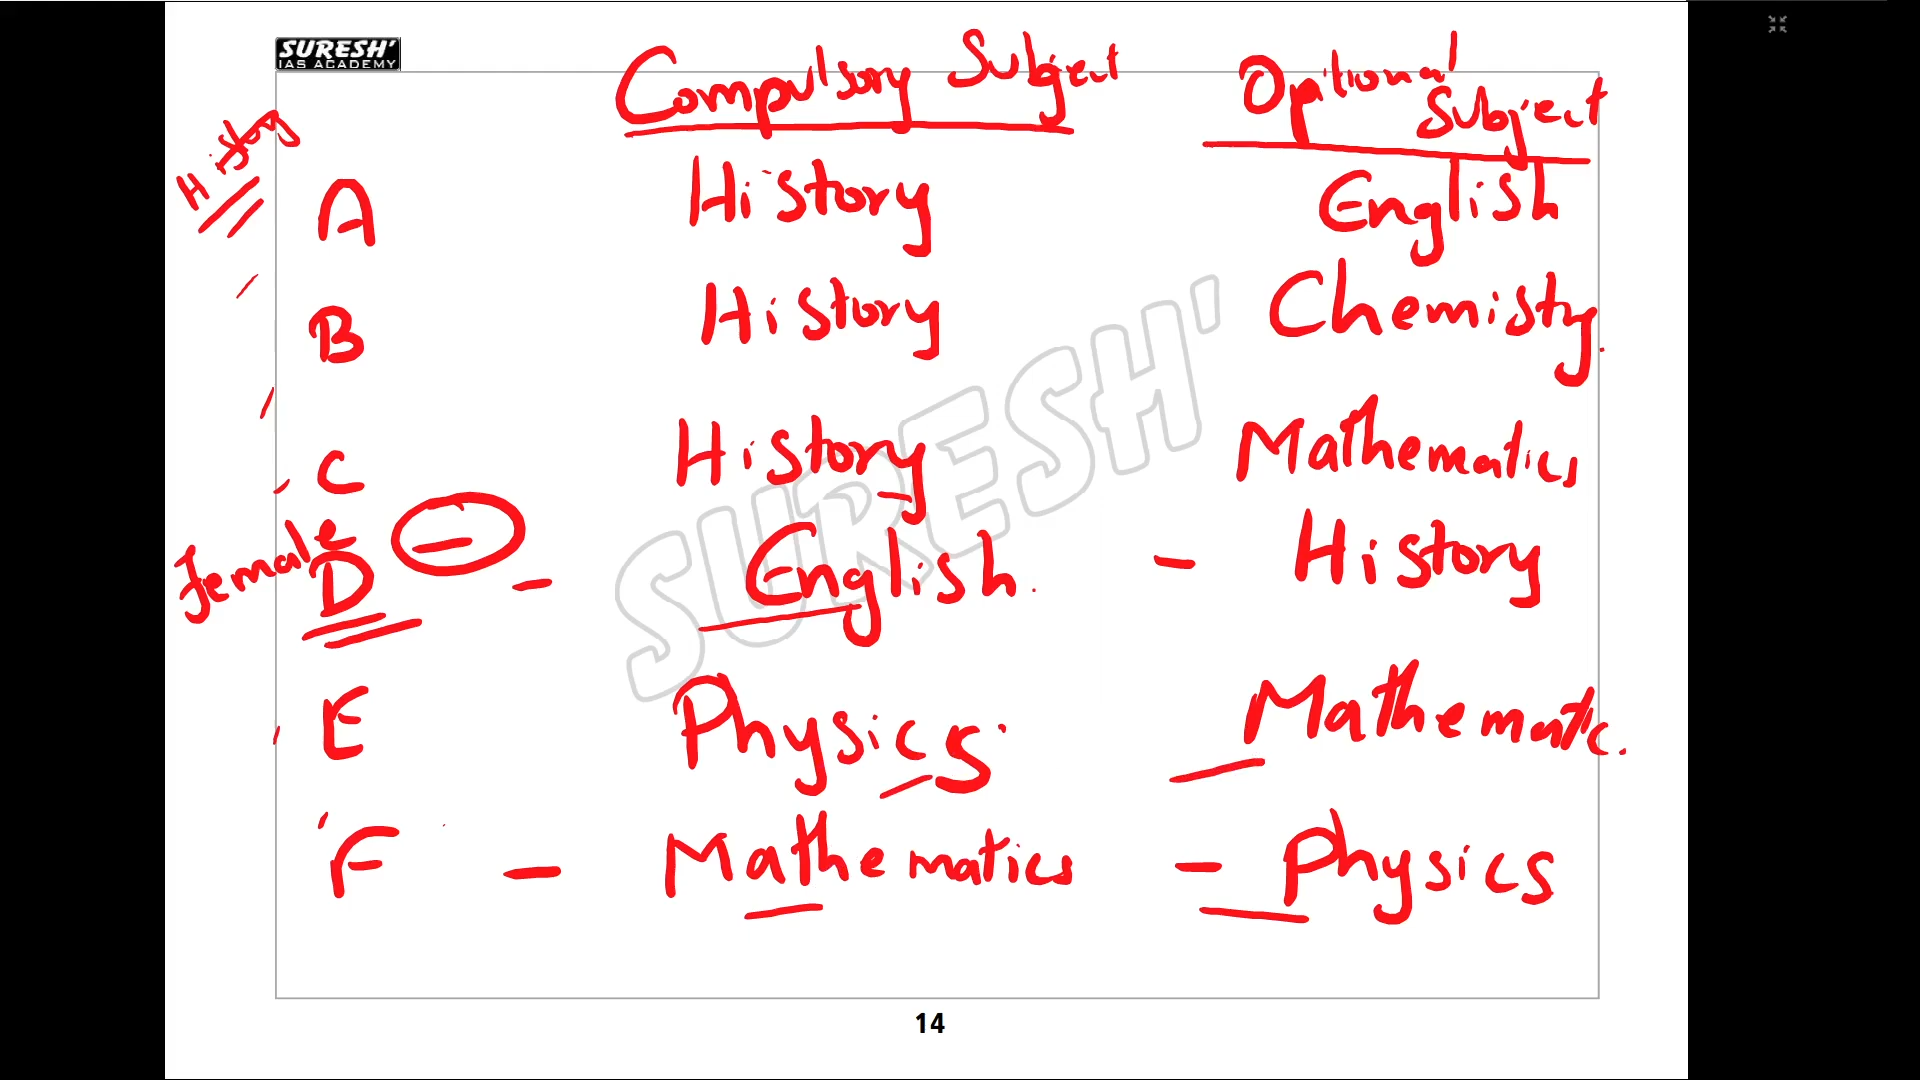 SURESH'
IAS ACADEMY
Compulsory Subject Optional Subject
History
A History English
B History Chemistry
C History Mathematics
Female
D - English. - History
E Physics Mathematic.
F - Mathematics - Physics
SURESH'
14